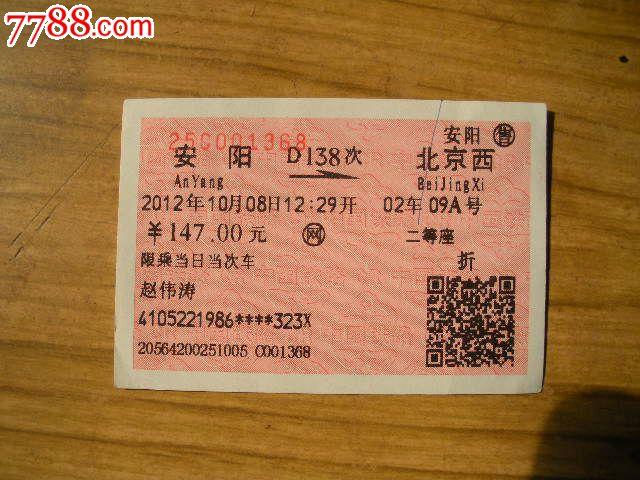 7788.com
25C001368
安阳 售
安 阳 D138次 北京西
AnYang BeiJingXi
2012年10月08日12:29开 02车 09A号
￥147.00元 网 二等座
限乘当日当次车 折
赵伟涛
4105221986****323X
20564200251005 C001368